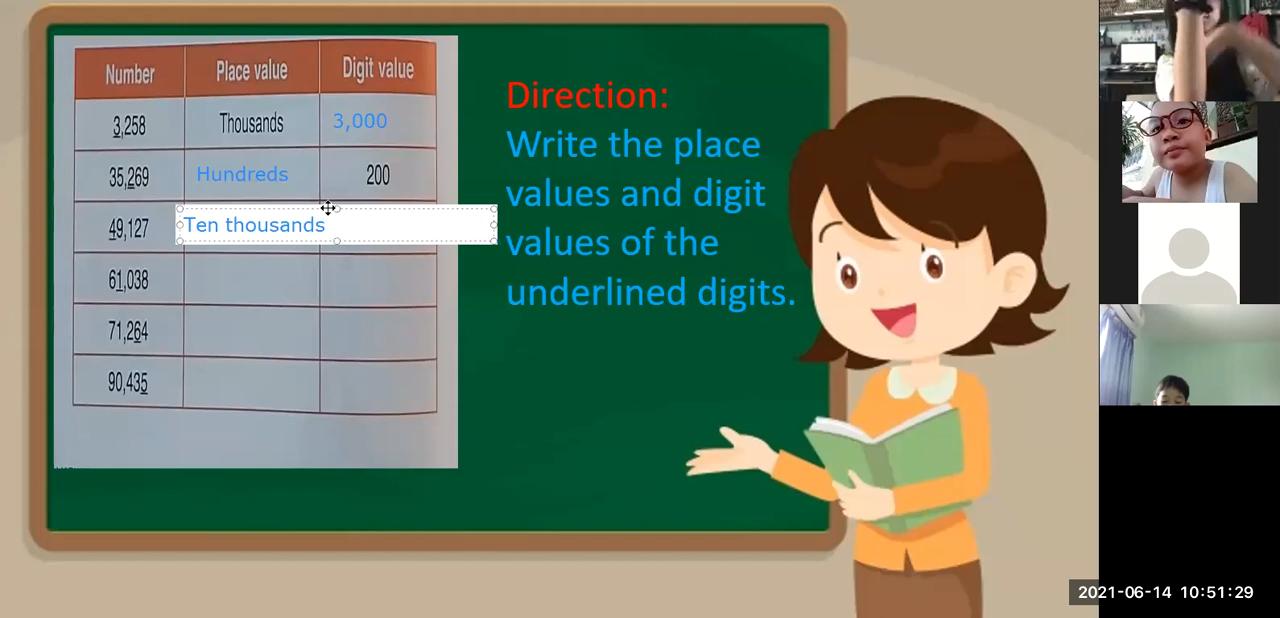 Number Place value Digit value
3,258 Thousands 3,000
35,269 Hundreds 200
49,127 Ten thousands
61,038
71,264
90,435
Direction:
Write the place
values and digit
values of the
underlined digits.
2021-06-14 10:51:29